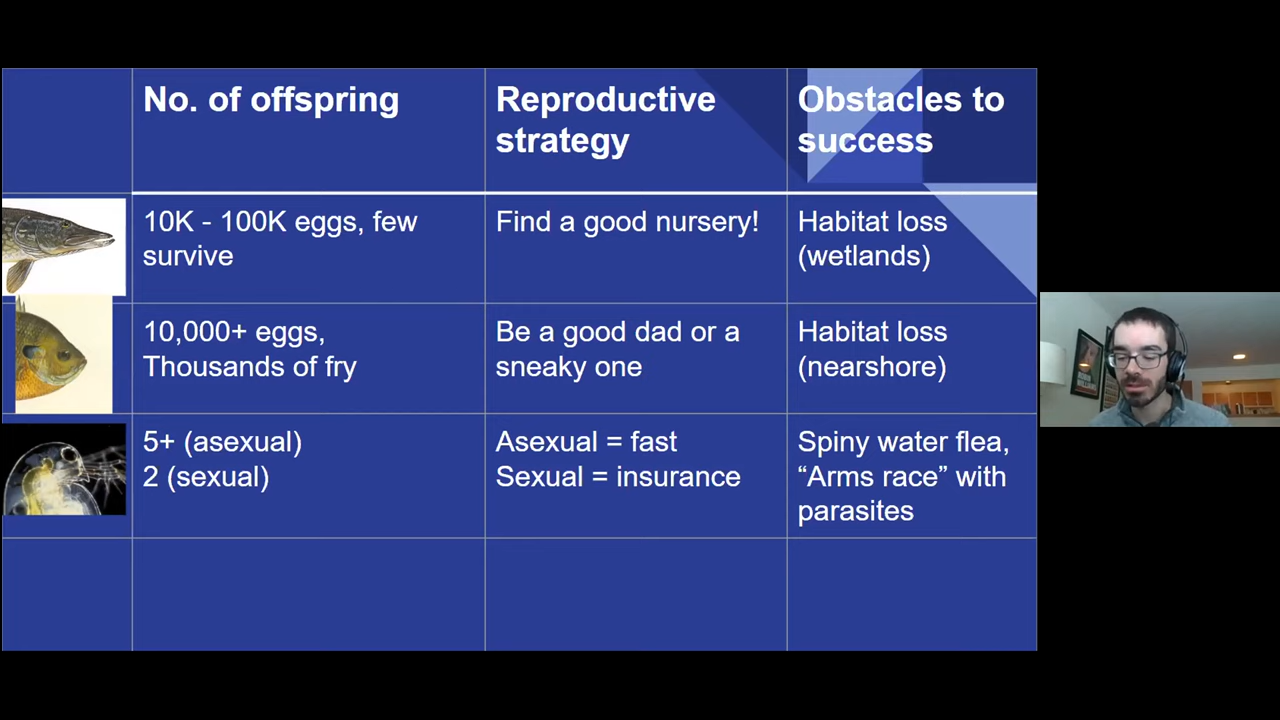 No. of offspring
Reproductive
strategy
Obstacles to
success
10K - 100K eggs, few
survive
Find a good nursery!
Habitat loss
(wetlands)
10,000+ eggs,
Thousands of fry
Be a good dad or a
sneaky one
Habitat loss
(nearshore)
5+ (asexual)
2 (sexual)
Asexual = fast
Sexual = insurance
Spiny water flea,
“Arms race” with
parasites